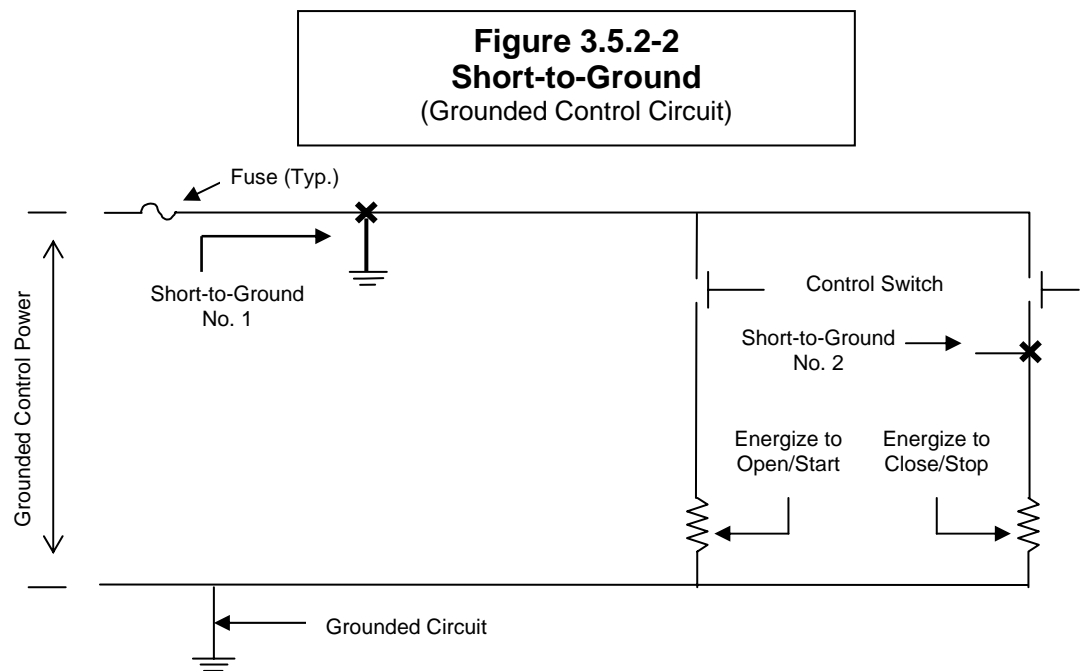 Figure 3.5.2-2
Short-to-Ground
(Grounded Control Circuit)
Fuse (Typ.)
Short-to-Ground
No. 1
Grounded Control Power
Control Switch
Short-to-Ground
No. 2
Energize to
Open/Start
Energize to
Close/Stop
Grounded Circuit